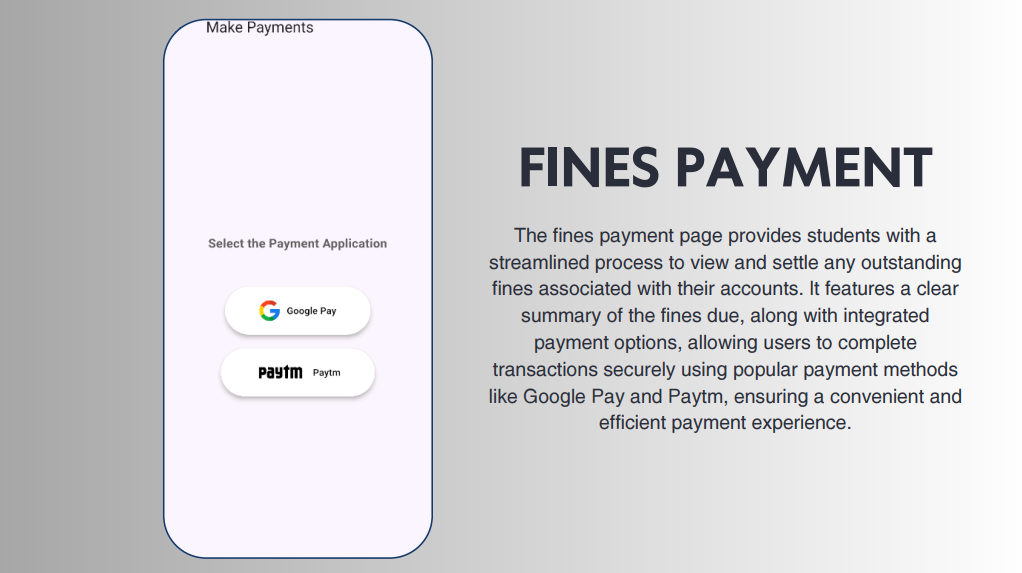 Make Payments
Select the Payment Application
Google Pay
paytm Paytm
FINES PAYMENT
The fines payment page provides students with a
streamlined process to view and settle any outstanding
fines associated with their accounts. It features a clear
summary of the fines due, along with integrated
payment options, allowing users to complete
transactions securely using popular payment methods
like Google Pay and Paytm, ensuring a convenient and
efficient payment experience.